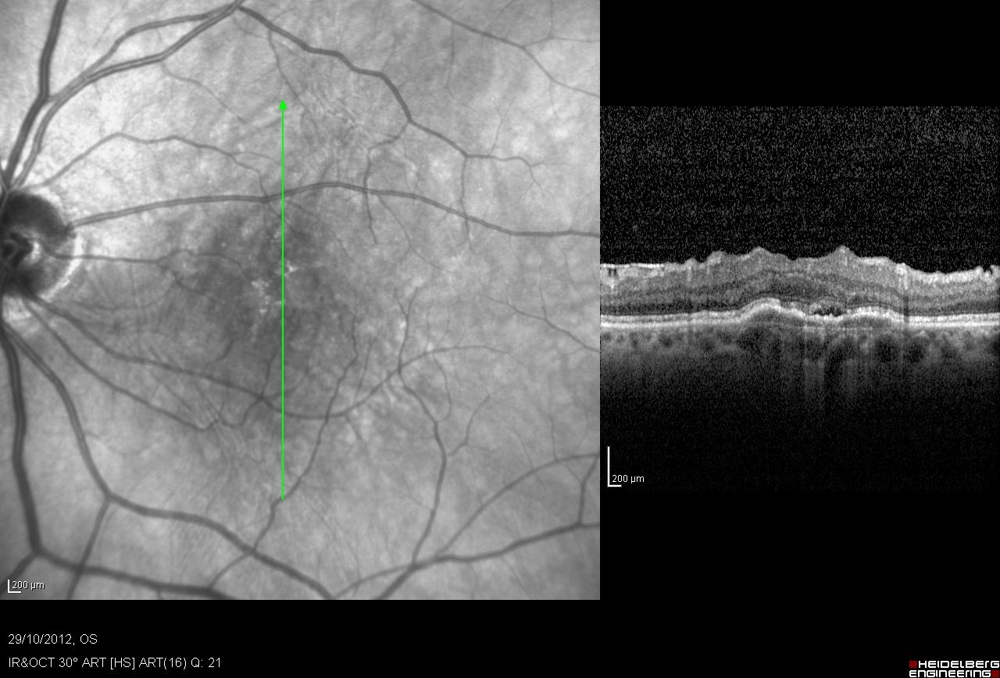 200 µm
200 µm
29/10/2012, OS
IR&OCT 30° ART [HS] ART(16) Q: 21
HEIDELBERG
ENGINEERING